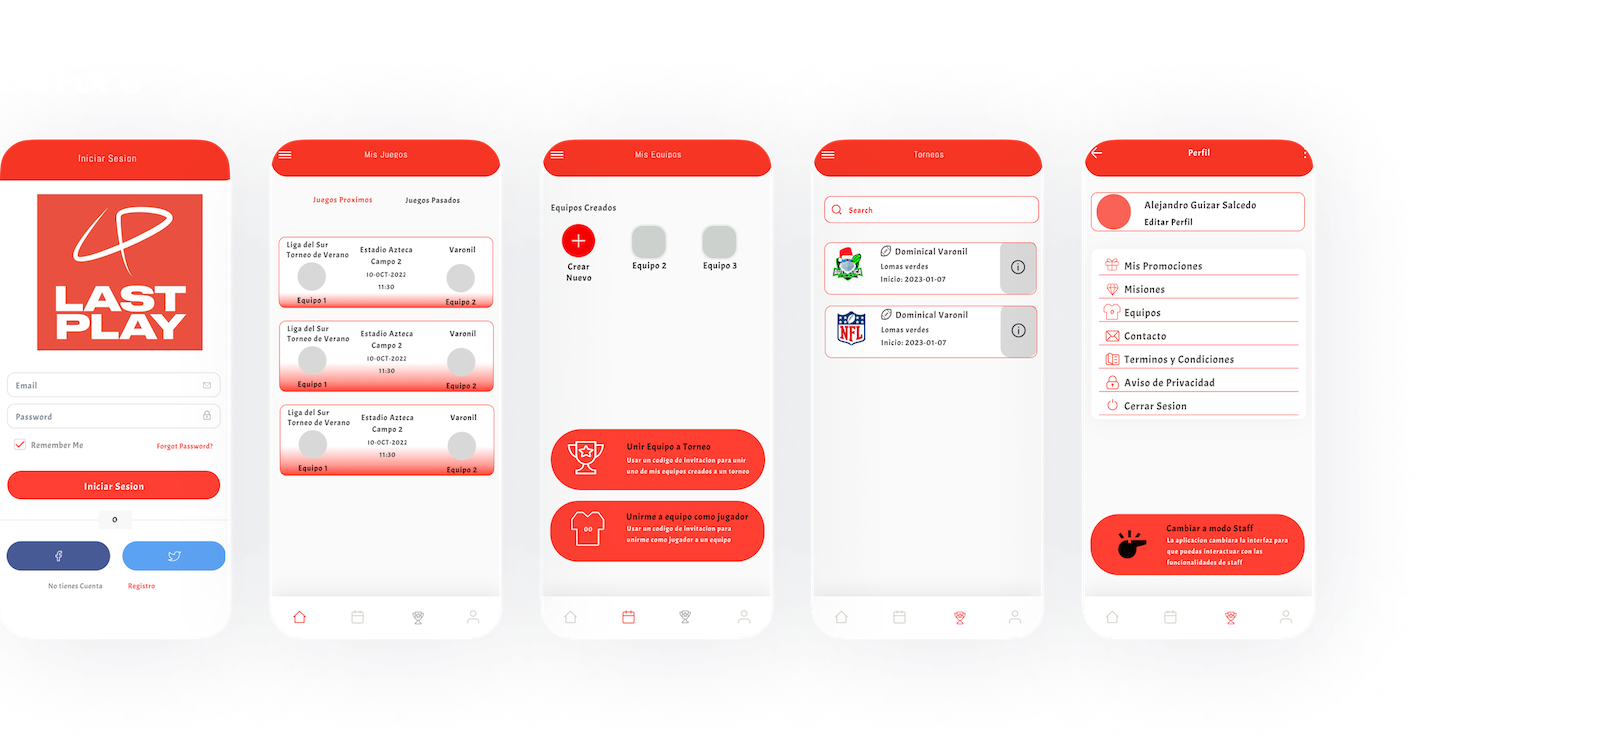 Iniciar Sesion
LAST
PLAY
Email
Password
Remember Me
Forgot Password?
Iniciar Sesion
O
No tienes Cuenta
Registro
Mis Juegos
Juegos Proximos
Juegos Pasados
Liga del Sur
Torneo de Verano
Estadio Azteca
Campo 2
10-OCT-2022
11:30
Varonil
Equipo 1
Equipo 2
Liga del Sur
Torneo de Verano
Estadio Azteca
Campo 2
10-OCT-2022
11:30
Varonil
Equipo 1
Equipo 2
Liga del Sur
Torneo de Verano
Estadio Azteca
Campo 2
10-OCT-2022
11:30
Varonil
Equipo 1
Equipo 2
Mis Equipos
Equipos Creados
Crear
Nuevo
Equipo 2
Equipo 3
Unir Equipo a Torneo
Usar un codigo de invitacion para unir
uno de mis equipos creados a un torneo
00
Unirme a equipo como jugador
Usar un codigo de invitacion para
unirme como jugador a un equipo
Torneos
Search
Dominical Varonil
Lomas verdes
Inicio: 2023-01-07
NFL
Dominical Varonil
Lomas verdes
Inicio: 2023-01-07
Perfil
Alejandro Guizar Salcedo
Editar Perfil
Mis Promociones
Misiones
Equipos
Contacto
Terminos y Condiciones
Aviso de Privacidad
Cerrar Sesion
Cambiar a modo Staff
La aplicacion cambiara la interfaz para
que puedas interactuar con las
funcionalidades de staff